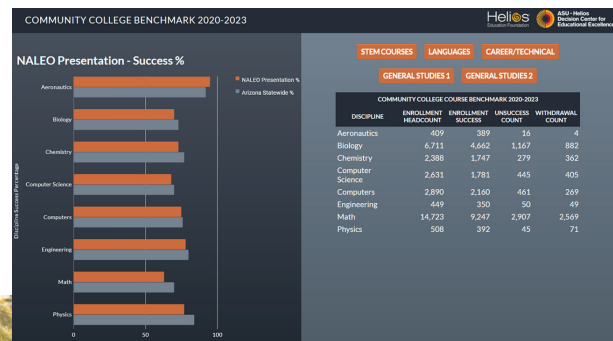 COMMUNITY COLLEGE BENCHMARK 2020-2023
Helios
Education Foundation
ASU - Helios
Decision Center for
Educational Excellence
NALEO Presentation - Success %
NALEO Presentation %
Arizona Statewide %
Discipline Success Percentage
Aeronautics
Biology
Chemistry
Computer Science
Computers
Engineering
Math
Physics
0 50 100
STEM COURSES LANGUAGES CAREER/TECHNICAL
GENERAL STUDIES 1 GENERAL STUDIES 2
COMMUNITY COLLEGE COURSE BENCHMARK 2020-2023
DISCIPLINE ENROLLMENT HEADCOUNT ENROLLMENT SUCCESS UNSUCCESS COUNT WITHDRAWAL COUNT
Aeronautics 409 389 16 4
Biology 6,711 4,662 1,167 882
Chemistry 2,388 1,747 279 362
Computer Science 2,631 1,781 445 405
Computers 2,890 2,160 461 269
Engineering 449 350 50 49
Math 14,723 9,247 2,907 2,569
Physics 508 392 45 71